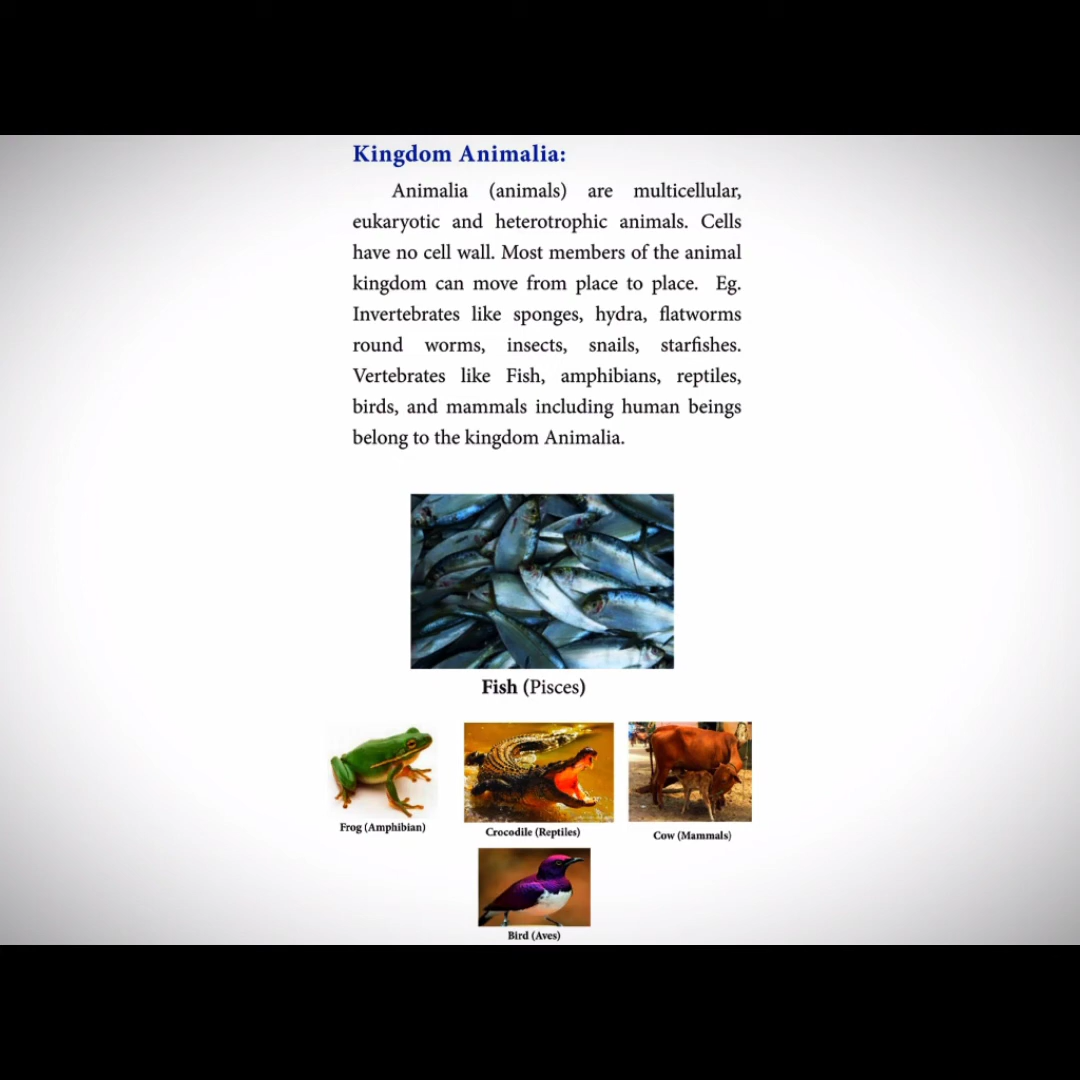 Kingdom Animalia:
Animalia (animals) are multicellular,
eukaryotic and heterotrophic animals. Cells
have no cell wall. Most members of the animal
kingdom can move from place to place. Eg.
Invertebrates like sponges, hydra, flatworms
round worms, insects, snails, starfishes.
Vertebrates like Fish, amphibians, reptiles,
birds, and mammals including human beings
belong to the kingdom Animalia.
Fish (Pisces)
Frog (Amphibian)
Crocodile (Reptiles)
Cow (Mammals)
Bird (Aves)